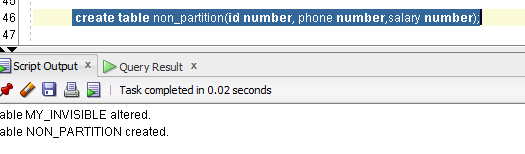 45
46 create table non_partition(id number, phone number,salary number);
47
Script Output x Query Result x
Task completed in 0.02 seconds
able MY_INVISIBLE altered.
able NON_PARTITION created.